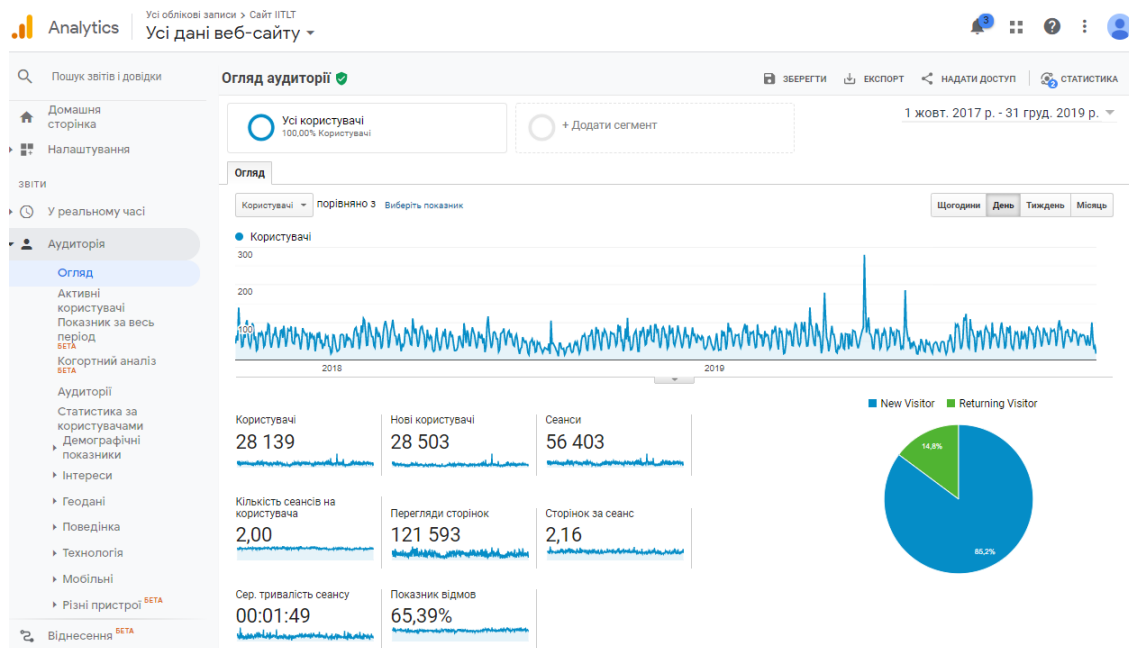 Analytics
Усі облікові записи > Сайт IITLT
Усі дані веб-сайту
3
Пошук звітів і довідки
Домашня
сторінка
Налаштування
ЗВІТИ
У реальному часі
Аудиторія
Огляд
Активні
користувачі
Показник за весь
період
БЕТА
Когортний аналіз
БЕТА
Аудиторії
Статистика за
користувачами
Демографічні
показники
Інтереси
Геодані
Поведінка
Технологія
Мобільні
Різні пристрої БЕТА
Віднесення БЕТА
Огляд аудиторії
ЗБЕРЕГТИ
ЕКСПОРТ
НАДАТИ ДОСТУП
2
СТАТИСТИКА
Усі користувачі
100,00% Користувачі
+ Додати сегмент
1 жовт. 2017 р. - 31 груд. 2019 р.
Огляд
Користувачі порівняно з Виберіть показник
Щогодини День Тиждень Місяць
Користувачі
300
200
100
2018 2019
Користувачі
28 139
Нові користувачі
28 503
Сеанси
56 403
Кількість сеансів на
користувача
2,00
Перегляди сторінок
121 593
Сторінок за сеанс
2,16
Сер. тривалість сеансу
00:01:49
Показник відмов
65,39%
New Visitor Returning Visitor
14,8%
85,2%